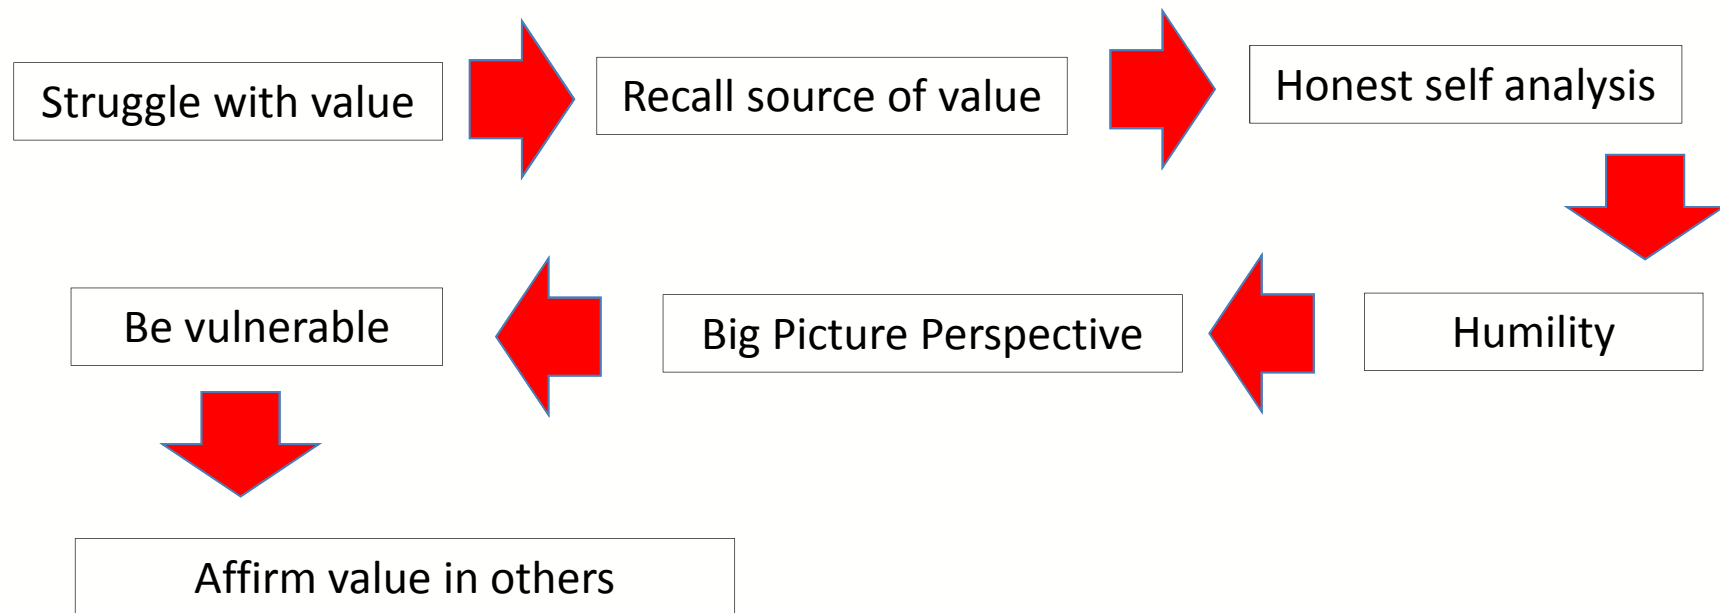 Struggle with value
Recall source of value
Honest self analysis
Humility
Big Picture Perspective
Be vulnerable
Affirm value in others